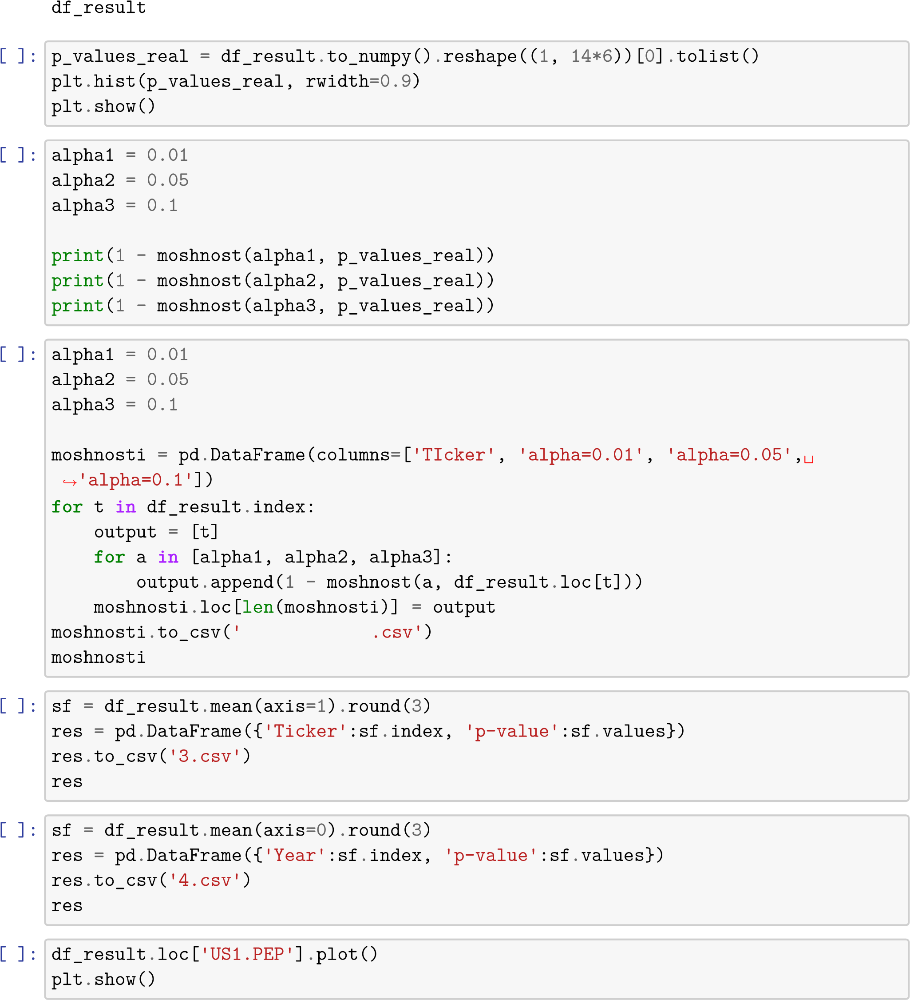 df_result
[ ]: p_values_real = df_result.to_numpy().reshape((1, 14*6))[0].tolist()
plt.hist(p_values_real, rwidth=0.9)
plt.show()
[ ]: alpha1 = 0.01
alpha2 = 0.05
alpha3 = 0.1
print(1 - moshnost(alpha1, p_values_real))
print(1 - moshnost(alpha2, p_values_real))
print(1 - moshnost(alpha3, p_values_real))
[ ]: alpha1 = 0.01
alpha2 = 0.05
alpha3 = 0.1
moshnosti = pd.DataFrame(columns=['TIcker', 'alpha=0.01', 'alpha=0.05',␣
↪'alpha=0.1'])
for t in df_result.index:
    output = [t]
    for a in [alpha1, alpha2, alpha3]:
        output.append(1 - moshnost(a, df_result.loc[t]))
    moshnosti.loc[len(moshnosti)] = output
moshnosti.to_csv('            .csv')
moshnosti
[ ]: sf = df_result.mean(axis=1).round(3)
res = pd.DataFrame({'Ticker':sf.index, 'p-value':sf.values})
res.to_csv('3.csv')
res
[ ]: sf = df_result.mean(axis=0).round(3)
res = pd.DataFrame({'Year':sf.index, 'p-value':sf.values})
res.to_csv('4.csv')
res
[ ]: df_result.loc['US1.PEP'].plot()
plt.show()